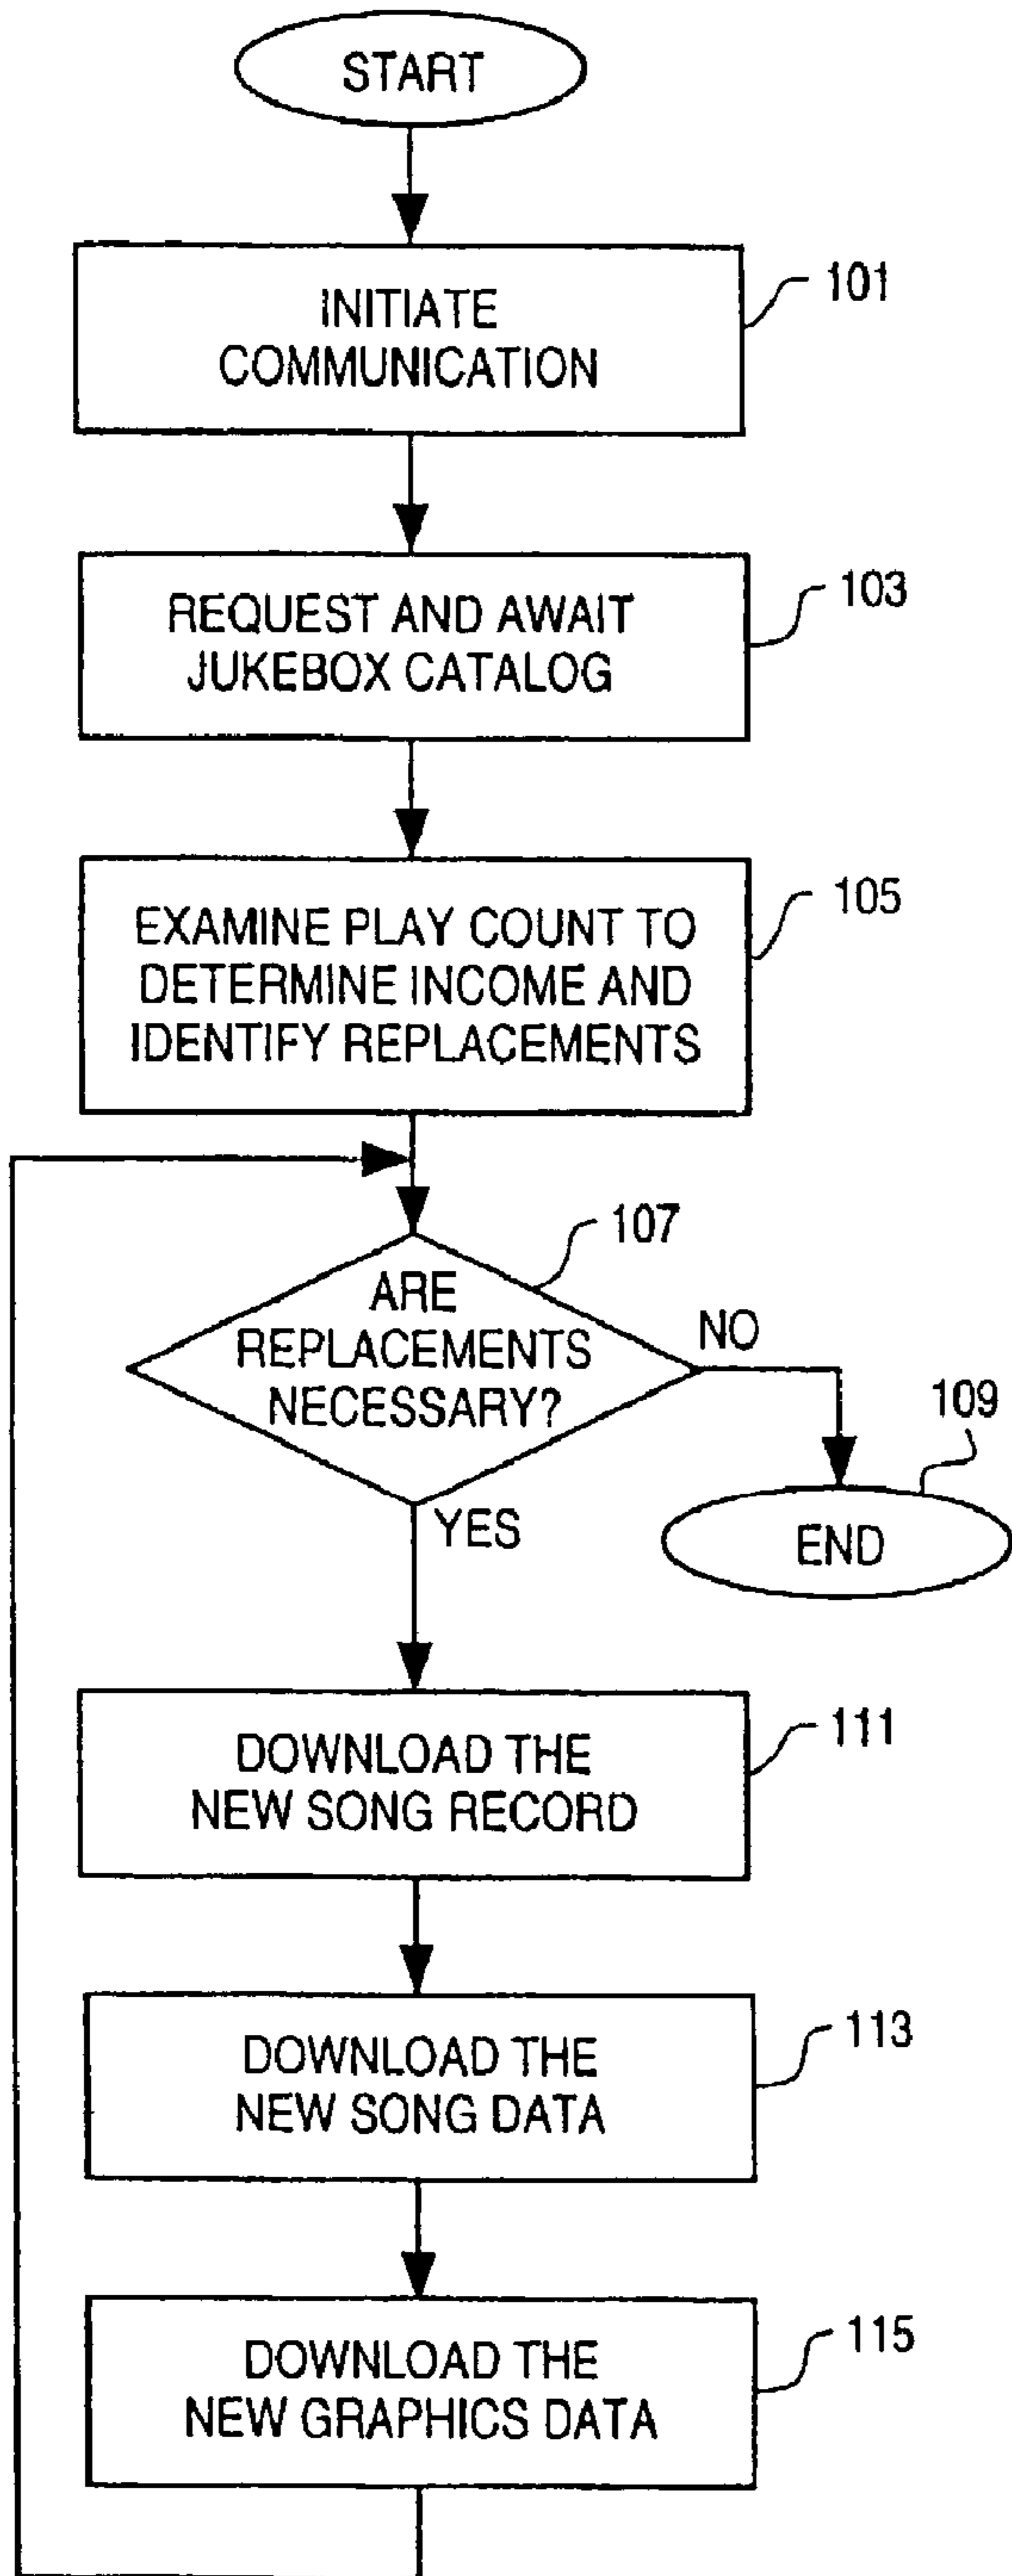 START
INITIATE
COMMUNICATION
101
REQUEST AND AWAIT
JUKEBOX CATALOG
103
EXAMINE PLAY COUNT TO
DETERMINE INCOME AND
IDENTIFY REPLACEMENTS
105
107
ARE
REPLACEMENTS
NECESSARY?
NO
109
END
YES
DOWNLOAD THE
NEW SONG RECORD
111
DOWNLOAD THE
NEW SONG DATA
113
DOWNLOAD THE
NEW GRAPHICS DATA
115